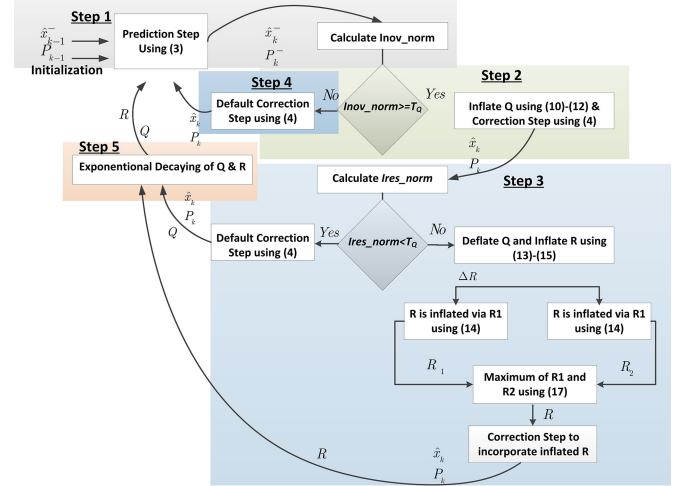 Step 1
x̂⁻ₖ₋₁
Pₖ₋₁
Initialization
Prediction Step
Using (3)
x̂ₖ⁻
Pₖ⁻
Calculate Inov_norm
Step 4
Step 2
Default Correction
Step using (4)
No
Inov_norm>=T_Q
Yes
Inflate Q using (10)-(12) &
Correction Step using (4)
x̂ₖ
Pₖ
x̂ₖ
Pₖ
R
Q
Step 5
Exponentional Decaying of Q & R
Calculate Ires_norm
Step 3
x̂ₖ
Pₖ
Q
Default Correction
Step using (4)
Yes
Ires_norm<T_Q
No
Deflate Q and Inflate R using
(13)-(15)
ΔR
R is inflated via R1
using (14)
R is inflated via R1
using (14)
R₁
R₂
Maximum of R1 and
R2 using (17)
R
Correction Step to
incorporate inflated R
R
x̂ₖ
Pₖ